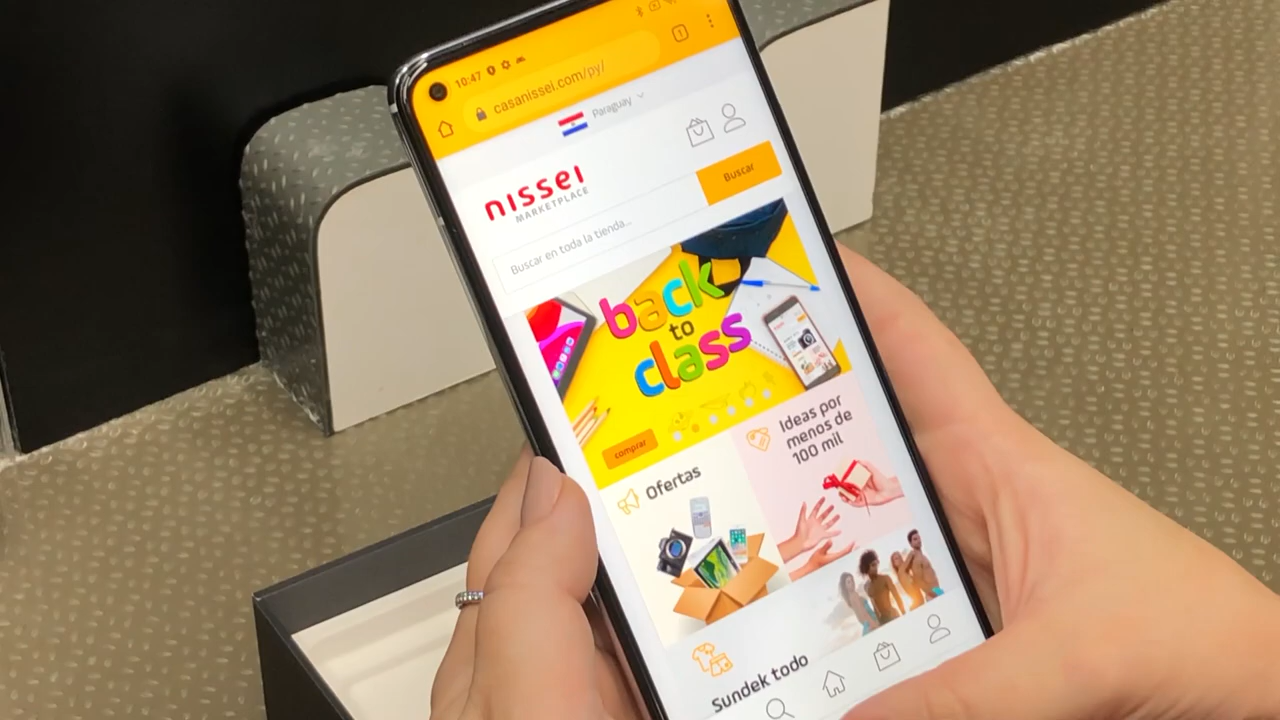 10:47
1
casanissei.com/py/
Paraguay
nissei
MARKETPLACE
Buscar
Buscar en toda la tienda...
back
to
class
comprar
Ofertas
Ideas por
menos de
100 mil
Sundek todo